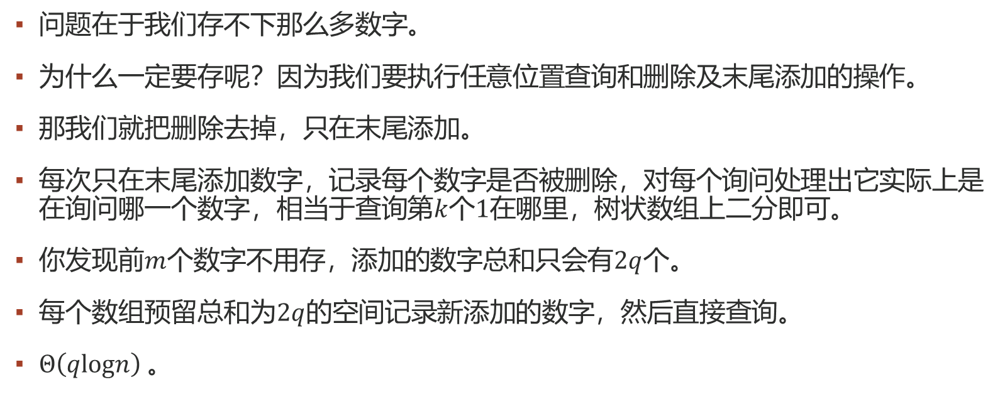 ▪ 问题在于我们存不下那么多数字。
▪ 为什么一定要存呢？因为我们要执行任意位置查询和删除及末尾添加的操作。
▪ 那我们就把删除去掉，只在末尾添加。
▪ 每次只在末尾添加数字，记录每个数字是否被删除，对每个询问处理出它实际上是
在询问哪一个数字，相当于查询第k个1在哪里，树状数组上二分即可。
▪ 你发现前m个数字不用存，添加的数字总和只会有2q个。
▪ 每个数组预留总和为2q的空间记录新添加的数字，然后直接查询。
▪ Θ(qlogn) 。